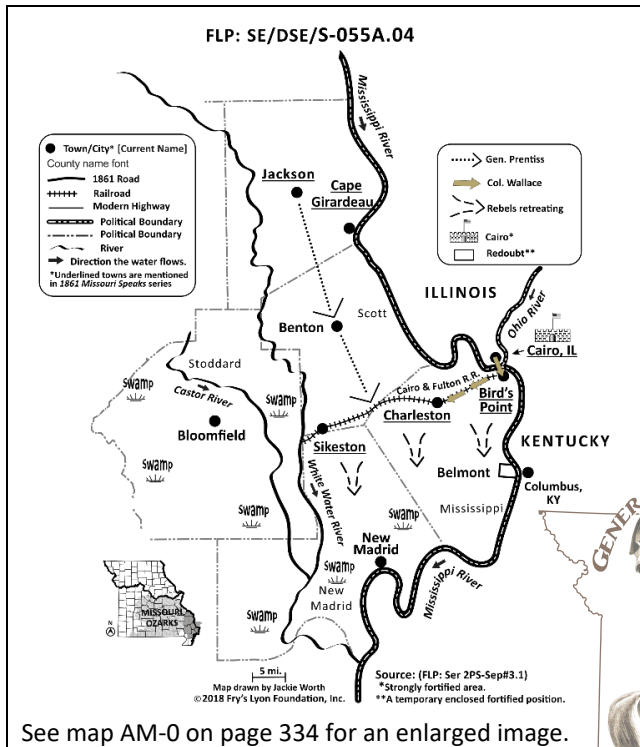 FLP: SE/DSE/S-055A.04
Mississippi River
Town/City* [Current Name]
County name font
1861 Road
Railroad
Modern Highway
Political Boundary
Political Boundary
River
Direction the water flows.
*Underlined towns are mentioned
in 1861 Missouri Speaks series
Gen. Prentiss
Col. Wallace
Rebels retreating
Cairo*
Redoubt**
Jackson
Cape
Girardeau
ILLINOIS
Ohio River
Scott
Benton
Cairo, IL
Stoddard
Castor River
Swamp
Swamp
Bloomfield
Cairo & Fulton R.R.
Bird's
Point
Charleston
Sikeston
KENTUCKY
Swamp
Belmont
Columbus,
KY
White Water River
Mississippi
Swamp
Swamp
New
Madrid
Swamp
New
Madrid
Mississippi River
Swamp
MISSOURI
OZARKS
N
A
5 mi.
Map drawn by Jackie Worth
©2018 Fry's Lyon Foundation, Inc.
Source: (FLP: Ser 2PS-Sep#3.1)
*Strongly fortified area.
**A temporary enclosed fortified position.
GENER
See map AM-0 on page 334 for an enlarged image.